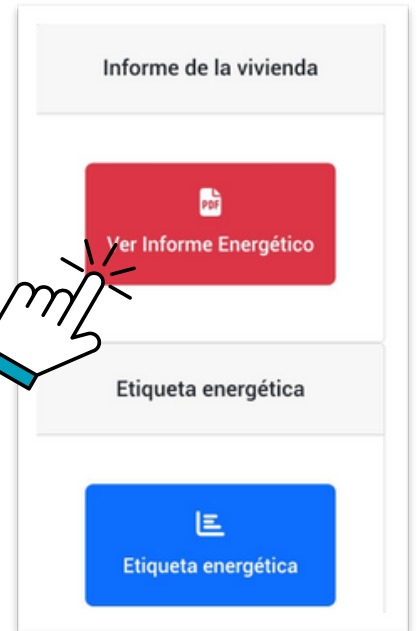 Informe de la vivienda
PDF
Ver Informe Energético
Etiqueta energética
Etiqueta energética